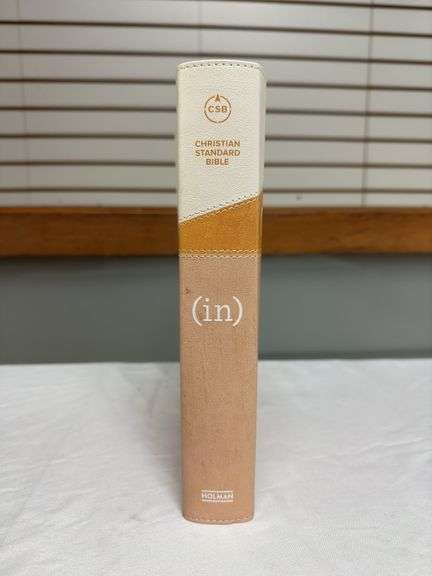 CSB
CHRISTIAN
STANDARD
BIBLE
(in)
HOLMAN